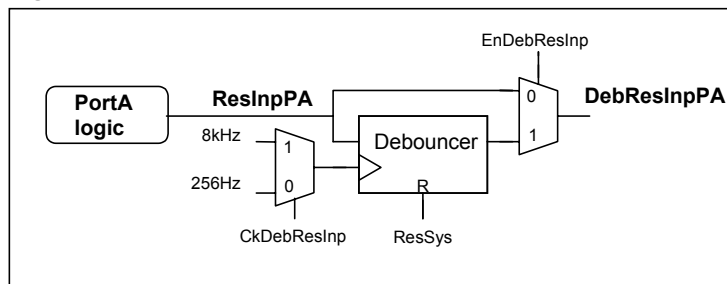 EnDebResInp
PortA
logic
ResInpPA
0
DebResInpPA
8kHz
1
Debouncer
1
256Hz
0
R
CkDebResInp
ResSys